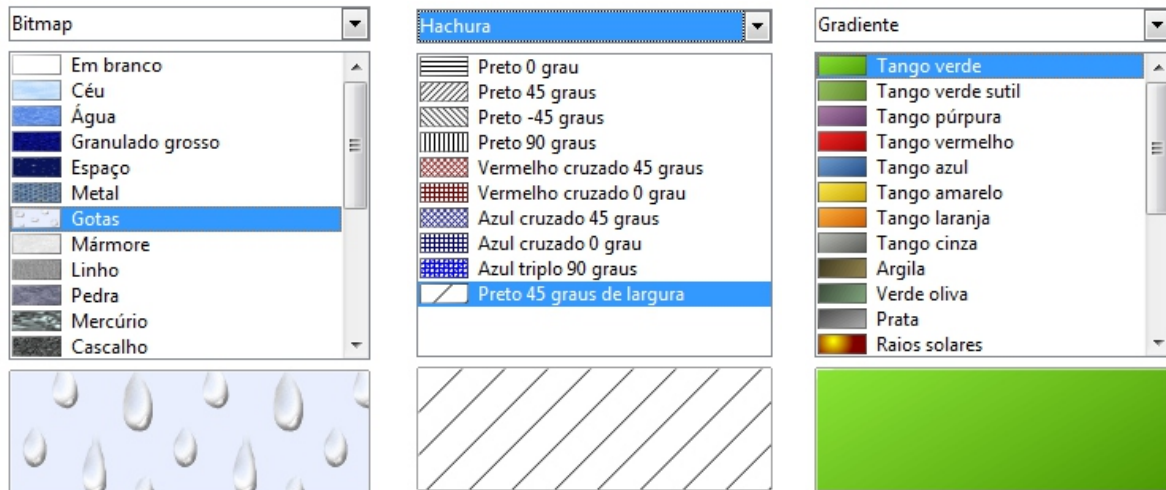 Bitmap
Em branco
Céu
Água
Granulado grosso
Espaço
Metal
Gotas
Mármore
Linho
Pedra
Mercúrio
Cascalho
Hachura
Preto 0 grau
Preto 45 graus
Preto -45 graus
Preto 90 graus
Vermelho cruzado 45 graus
Vermelho cruzado 0 grau
Azul cruzado 45 graus
Azul cruzado 0 grau
Azul triplo 90 graus
Preto 45 graus de largura
Gradiente
Tango verde
Tango verde sutil
Tango púrpura
Tango vermelho
Tango azul
Tango amarelo
Tango laranja
Tango cinza
Argila
Verde oliva
Prata
Raios solares